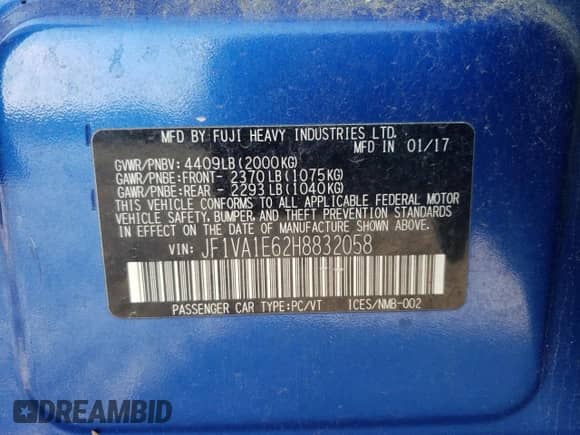 MFD BY FUJI HEAVY INDUSTRIES LTD.
MFD IN 01/17
GVWR/PNBV: 4409LB(2000KG)
GAWR/PNBE:FRONT- 2370LB(1075KG)
GAWR/PNBE:REAR - 2293LB(1040KG)
THIS VEHICLE CONFORMS TO ALL APPLICABLE FEDERAL MOTOR
VEHICLE SAFETY, BUMPER, AND THEFT PREVENTION STANDARDS
IN EFFECT ON THE DATE OF MANUFACTURE SHOWN ABOVE.
VIN: JF1VA1E62H8832058
PASSENGER CAR TYPE:PC/VT ICES/NMB-002
DREAMBID